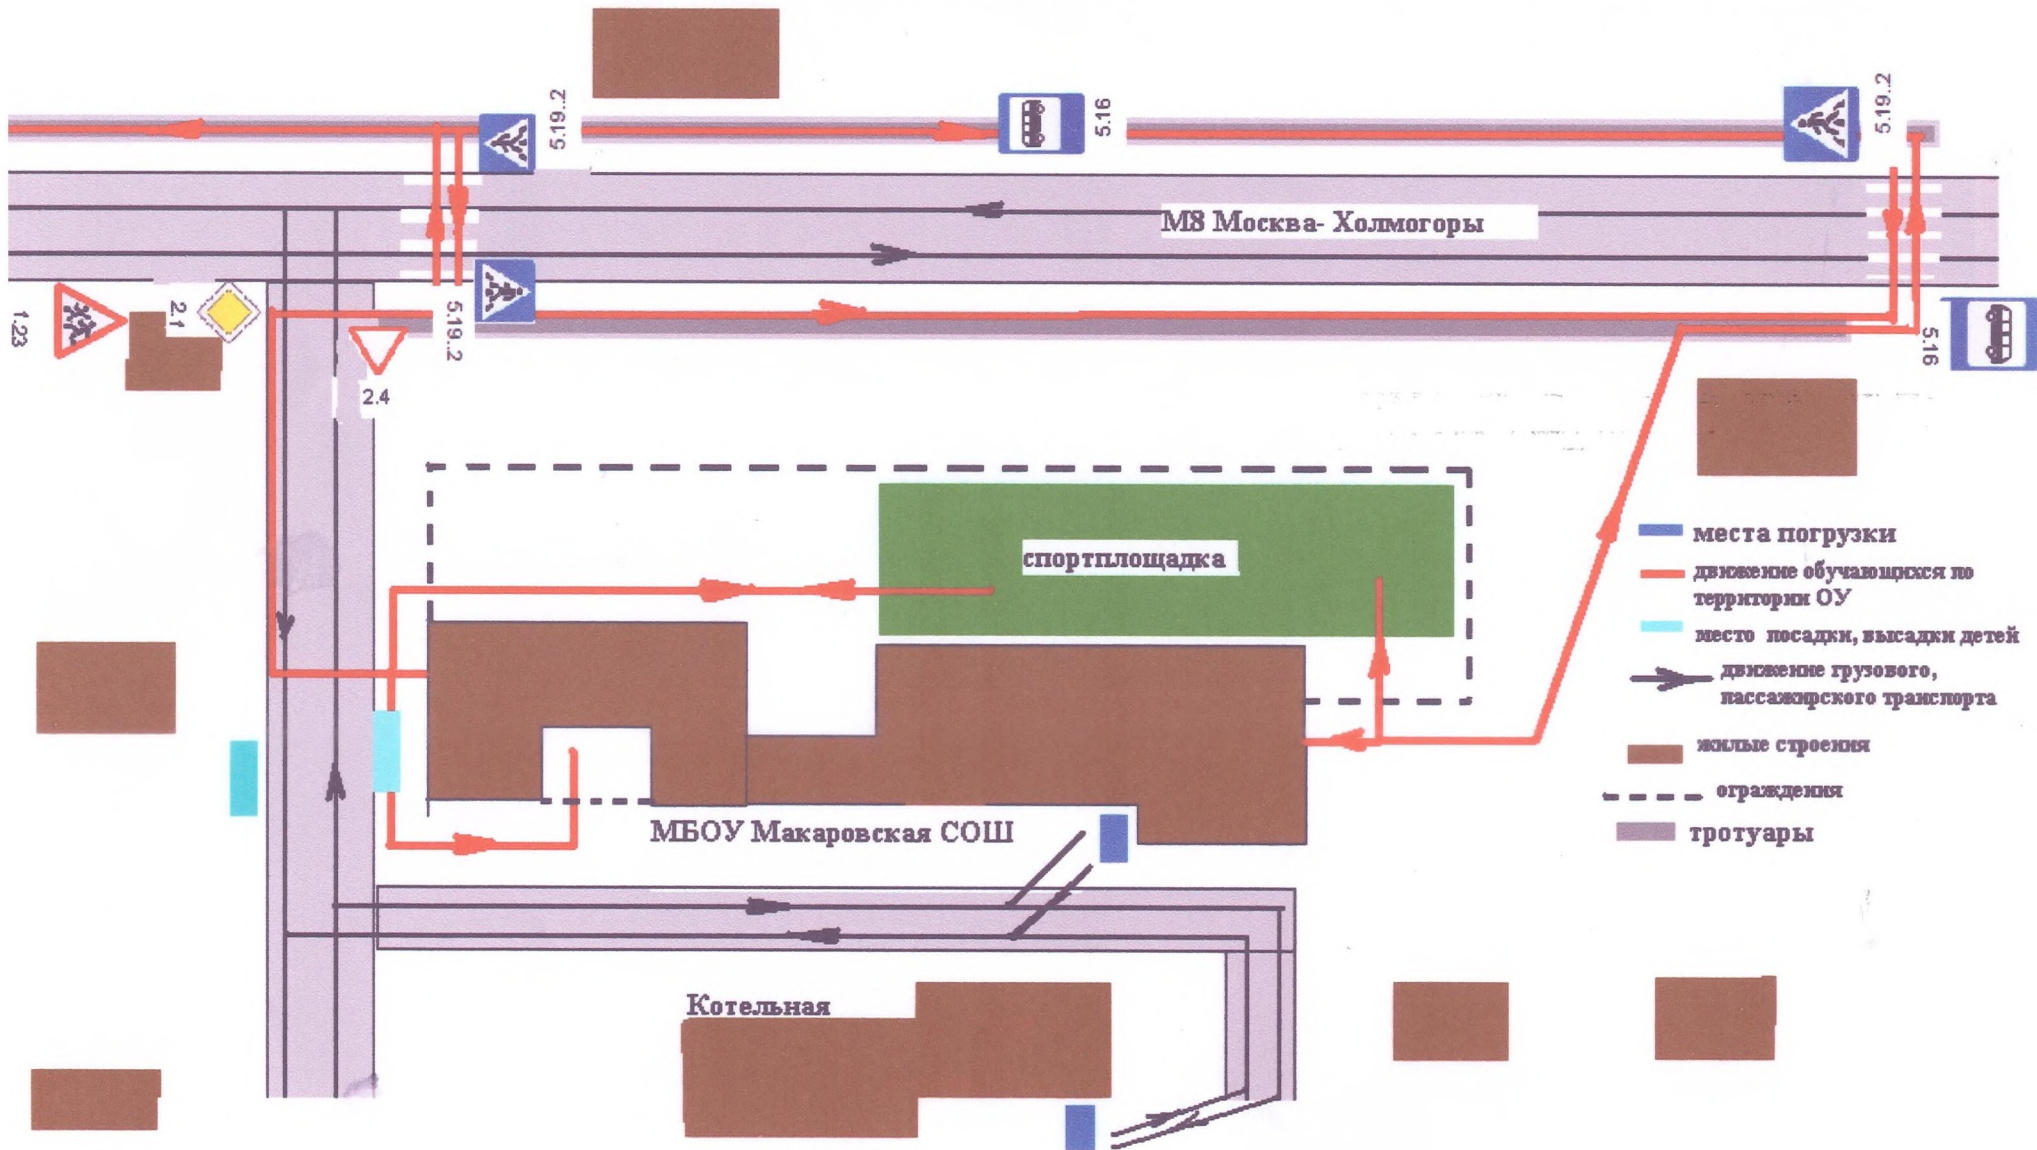 5.19..2
5.16
5.19..2
М8 Москва- Холмогоры
1.23
2.1
5.19..2
2.4
5.16
спортплощадка
места погрузки
движение обучающихся по
территории ОУ
место посадки, высадки детей
движение грузового,
пассажирского транспорта
жилые строения
ограждения
тротуары
МБОУ Макаровская СОШ
Котельная